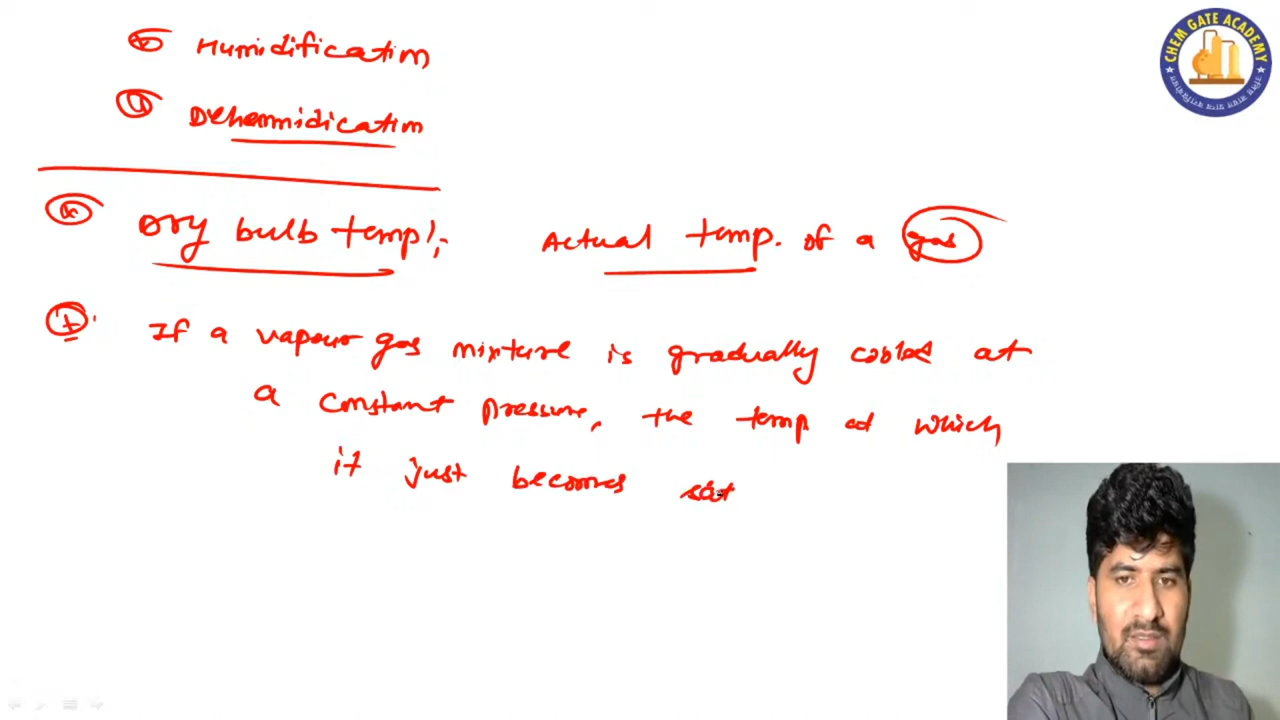 Humidification
Dehumidication
Dry bulb temp; Actual temp. of a gas
If a vapour gas mixture is gradually cooled at
a constant pressure, the temp at which
it just becomes sat
CHEM GATE ACADEMY